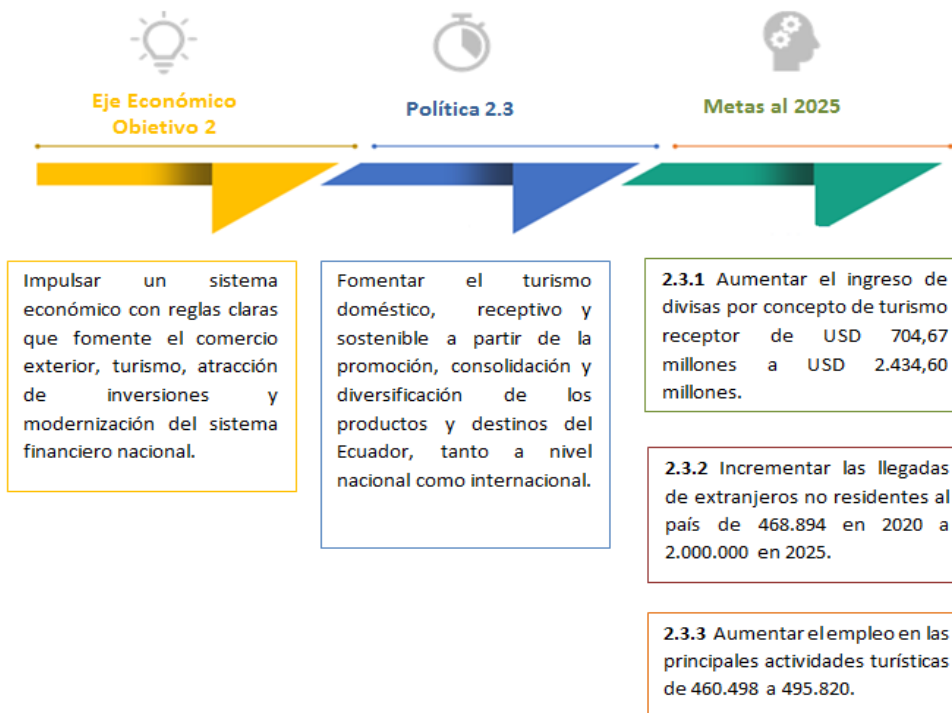 Eje Económico
Obietivo 2
Política 2.3
Metas al 2025
Impulsar un sistema
económico con reglas claras
que fomente el comercio
exterior, turismo, atracción
de inversiones y
modernización del sistema
financiero nacional.
Fomentar el turismo
doméstico, receptivo y
sostenible a partir de la
promoción, consolidación y
diversificación de los
productos y destinos del
Ecuador, tanto a nivel
nacional como internacional.
2.3.1 Aumentar el ingreso de
divisas por concepto de turismo
receptor de USD 704,67
millones a USD 2.434,60
millones.
2.3.2 Incrementar las llegadas
de extranjeros no residentes al
país de 468.894 en 2020 a
2.000.000 en 2025.
2.3.3 Aumentar el empleo en las
principales actividades turísticas
de 460.498 a 495.820.